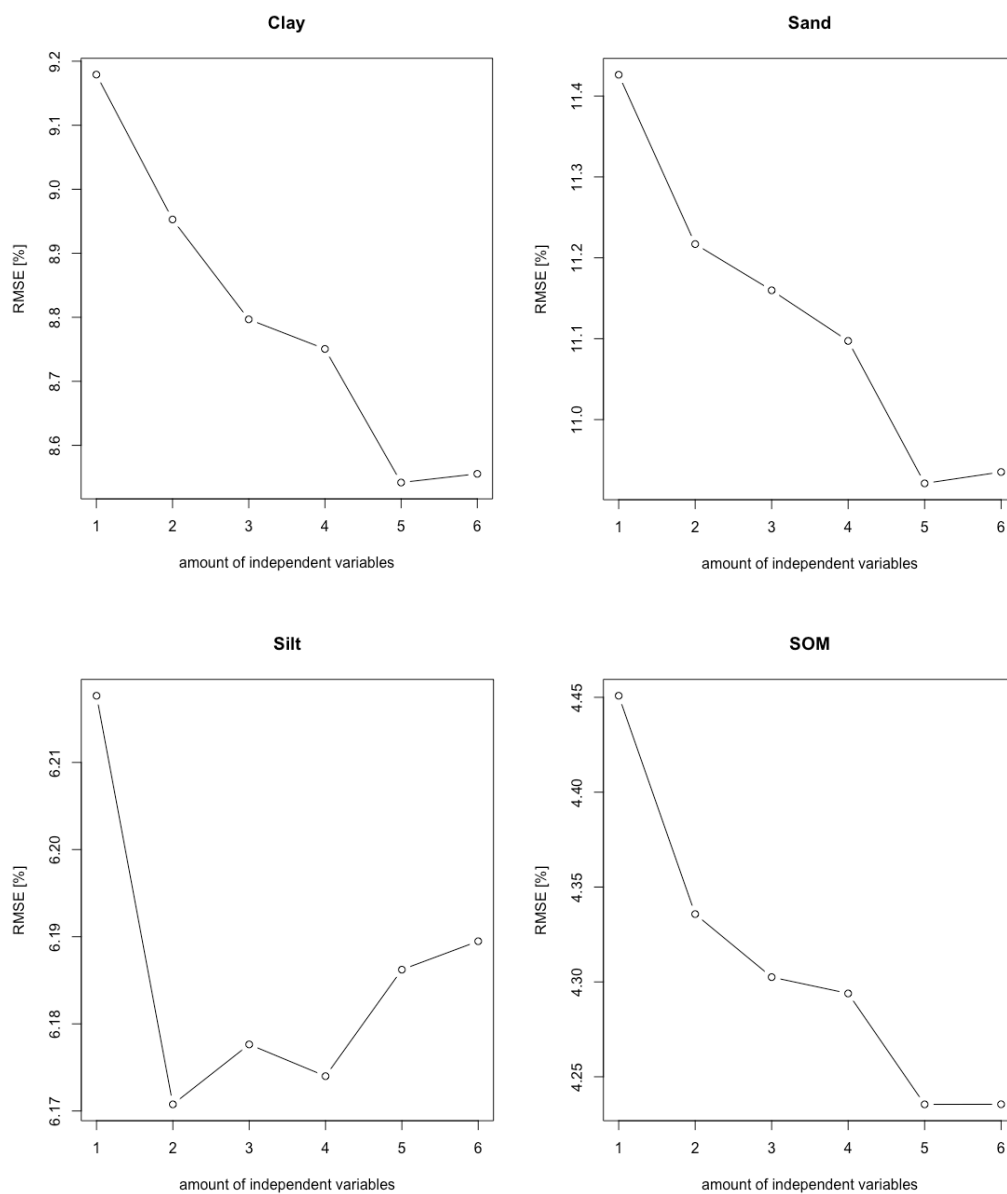 Clay
RMSE [%]
9.2
9.1
9.0
8.9
8.8
8.7
8.6
1 2 3 4 5 6
amount of independent variables
Sand
RMSE [%]
11.4
11.3
11.2
11.1
11.0
1 2 3 4 5 6
amount of independent variables
Silt
RMSE [%]
6.21
6.20
6.19
6.18
6.17
1 2 3 4 5 6
amount of independent variables
SOM
RMSE [%]
4.45
4.40
4.35
4.30
4.25
1 2 3 4 5 6
amount of independent variables